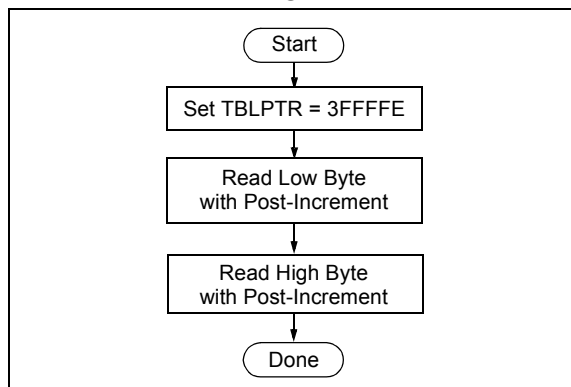 Start
Set TBLPTR = 3FFFFE
Read Low Byte
with Post-Increment
Read High Byte
with Post-Increment
Done